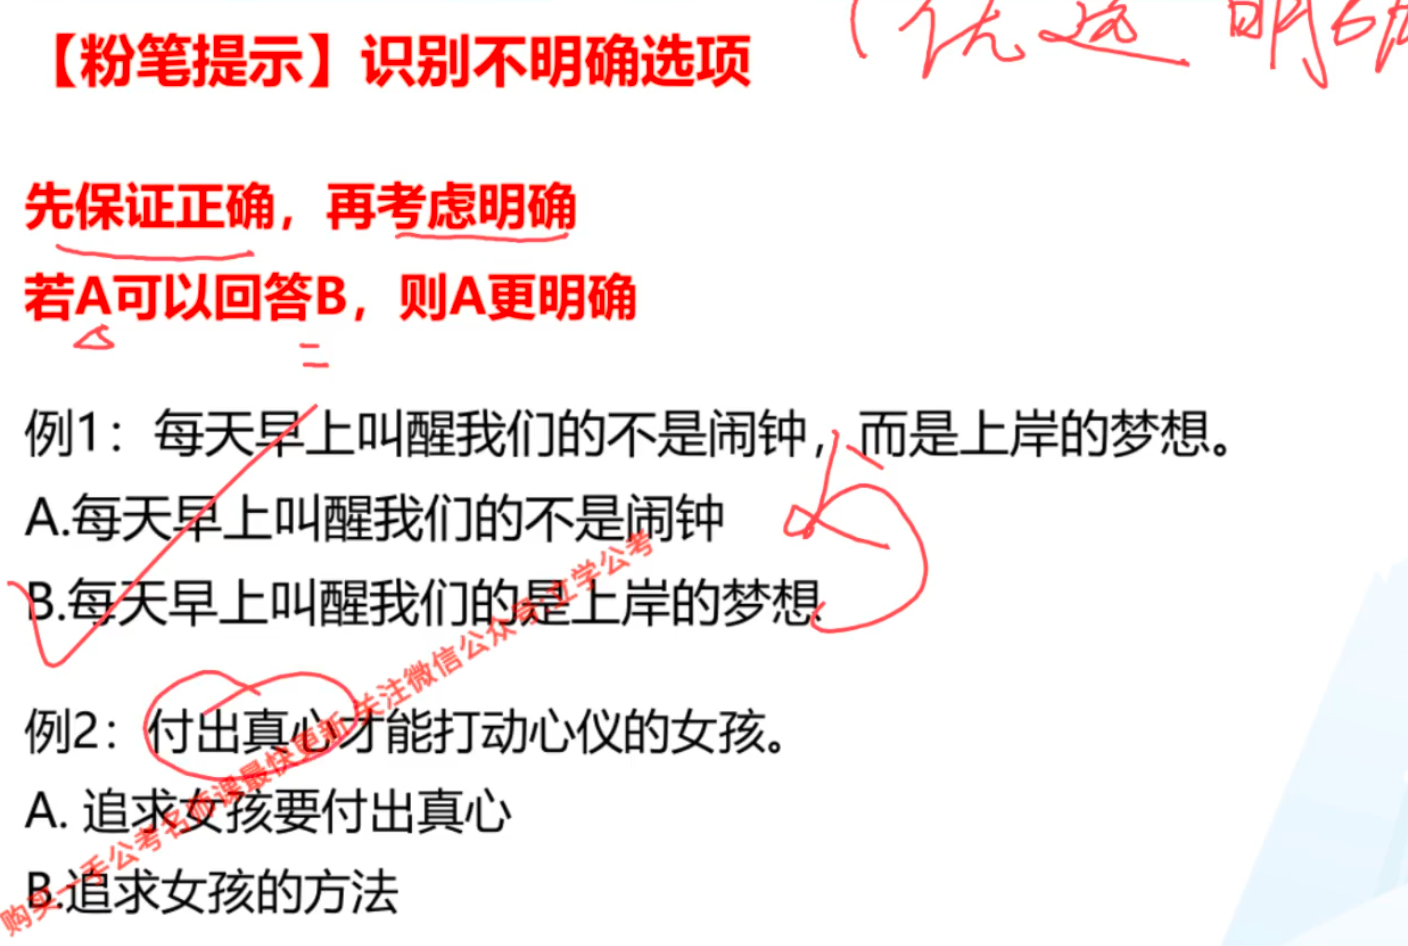 （优选 明确
【粉笔提示】识别不明确选项
先保证正确，再考虑明确
若A可以回答B，则A更明确
例1：每天早上叫醒我们的不是闹钟，而是上岸的梦想。
A.每天早上叫醒我们的不是闹钟
B.每天早上叫醒我们的是上岸的梦想
例2：付出真心才能打动心仪的女孩。
A. 追求女孩要付出真心
B.追求女孩的方法
购买一手公考名师课最快更新 关注微信公众号:立学公考